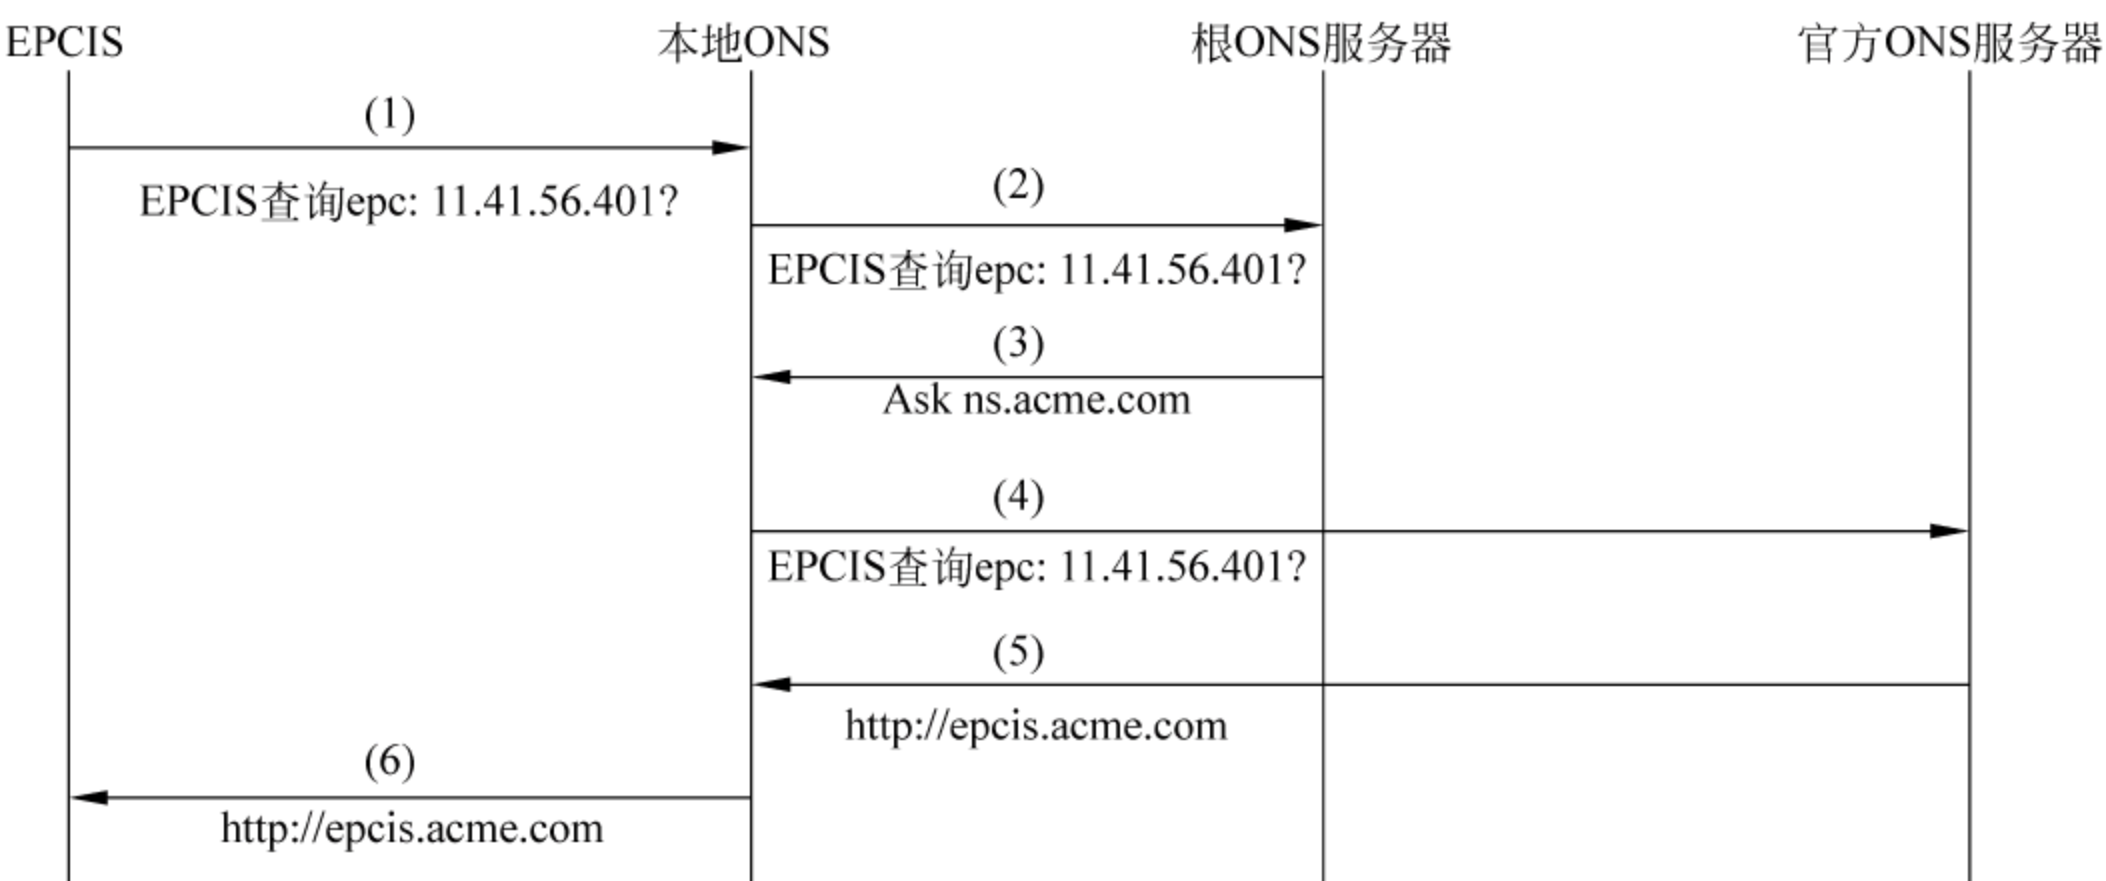 EPCIS
本地ONS
根ONS服务器
官方ONS服务器
(1)
EPCIS查询epc: 11.41.56.401?
(2)
EPCIS查询epc: 11.41.56.401?
(3)
Ask ns.acme.com
(4)
EPCIS查询epc: 11.41.56.401?
(5)
http://epcis.acme.com
(6)
http://epcis.acme.com